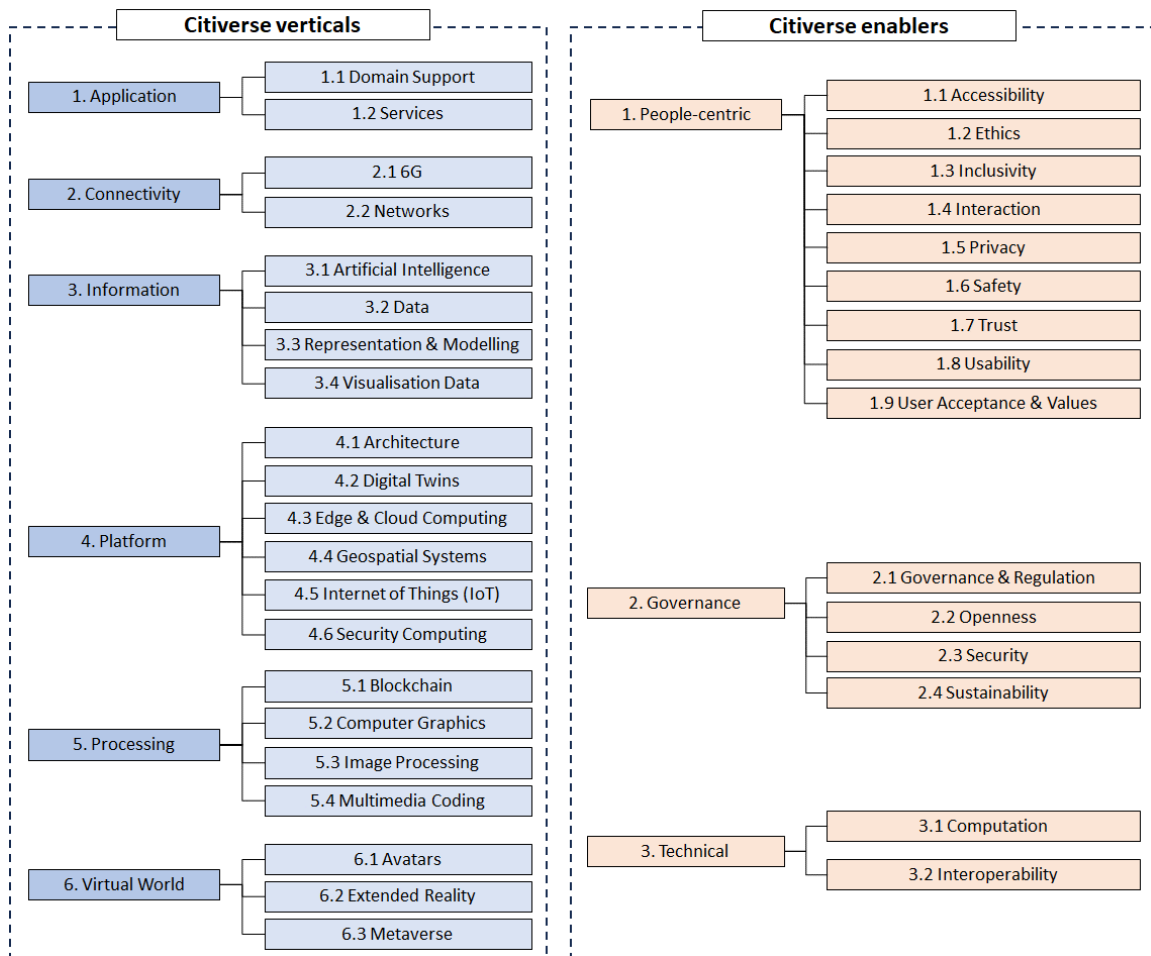 Citiverse verticals
1. Application
1.1 Domain Support
1.2 Services
2. Connectivity
2.1 6G
2.2 Networks
3. Information
3.1 Artificial Intelligence
3.2 Data
3.3 Representation & Modelling
3.4 Visualisation Data
4. Platform
4.1 Architecture
4.2 Digital Twins
4.3 Edge & Cloud Computing
4.4 Geospatial Systems
4.5 Internet of Things (IoT)
4.6 Security Computing
5. Processing
5.1 Blockchain
5.2 Computer Graphics
5.3 Image Processing
5.4 Multimedia Coding
6. Virtual World
6.1 Avatars
6.2 Extended Reality
6.3 Metaverse
Citiverse enablers
1. People-centric
1.1 Accessibility
1.2 Ethics
1.3 Inclusivity
1.4 Interaction
1.5 Privacy
1.6 Safety
1.7 Trust
1.8 Usability
1.9 User Acceptance & Values
2. Governance
2.1 Governance & Regulation
2.2 Openness
2.3 Security
2.4 Sustainability
3. Technical
3.1 Computation
3.2 Interoperability